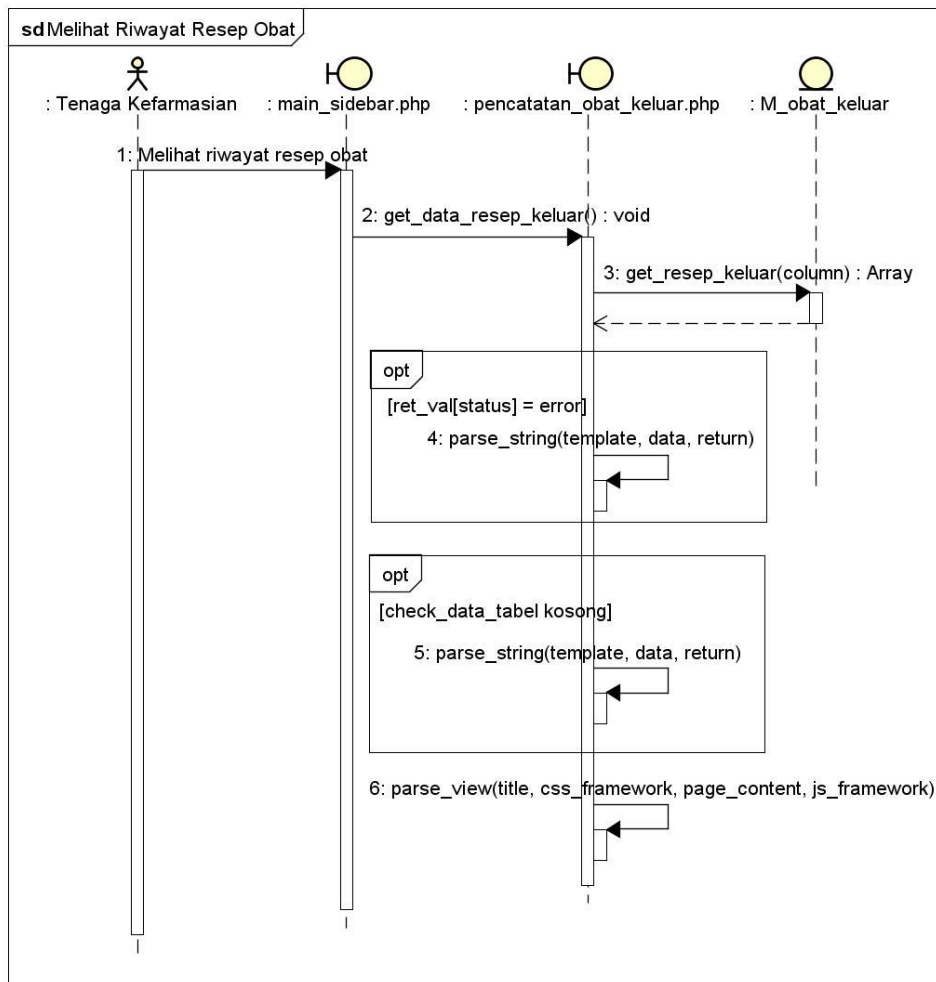 sd Melihat Riwayat Resep Obat
: Tenaga Kefarmasian
: main_sidebar.php
: pencatatan_obat_keluar.php
: M_obat_keluar
1: Melihat riwayat resep obat
2: get_data_resep_keluar() : void
3: get_resep_keluar(column) : Array
opt
[ret_val[status] = error]
4: parse_string(template, data, return)
opt
[check_data_tabel kosong]
5: parse_string(template, data, return)
6: parse_view(title, css_framework, page_content, js_framework)